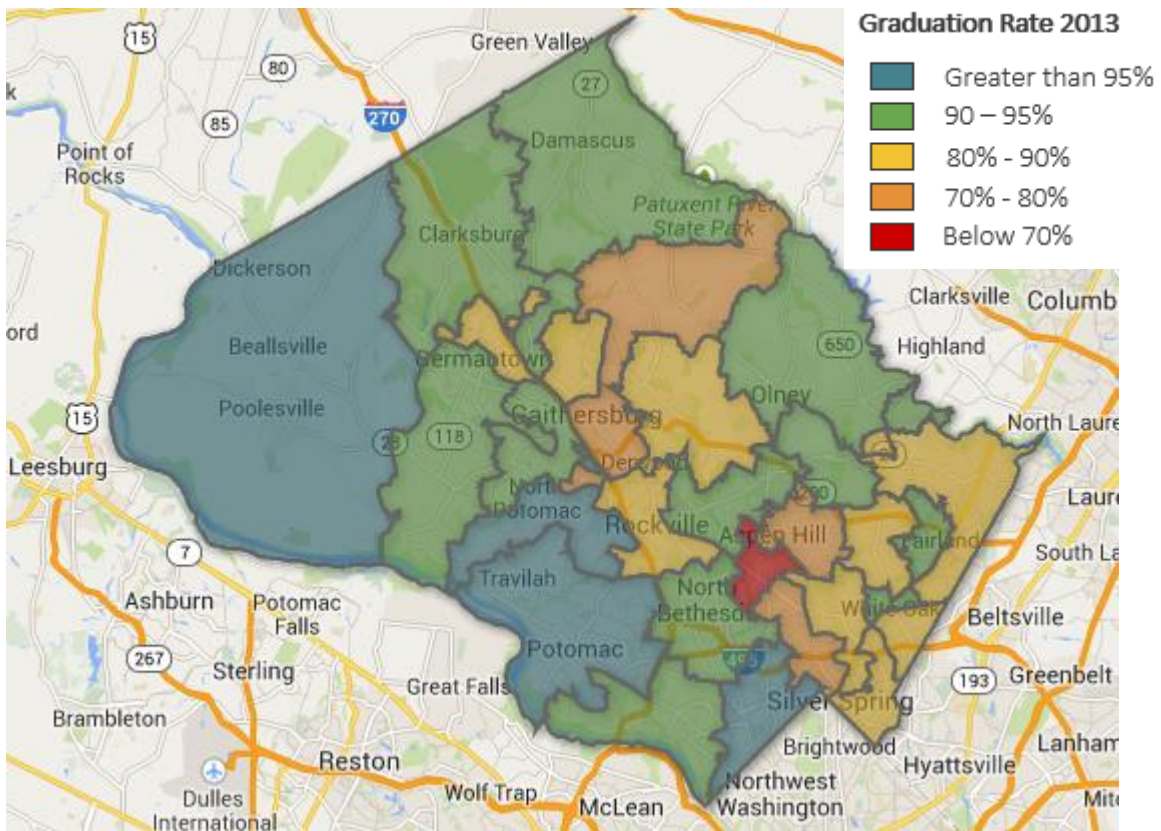 Graduation Rate 2013
Greater than 95%
90 – 95%
80% - 90%
70% - 80%
Below 70%
15
Green Valley
80
27
k
85
270
Damascus
Point of
Rocks
Patuxent River
State Park
Clarksburg
Dickerson
Clarksville
Columb
ord
Beallsville
Germantown
650
Highland
Poolesville
Olney
15
Gaithersburg
28
118
North Laure
Leesburg
Derwood
North
Potomac
200
Laure
Rockville
Aspen Hill
Fairland
7
South La
Travilah
North
Bethesda
White Oak
Ashburn
Potomac
Falls
Beltsville
Potomac
495
267
Sterling
Great Falls
193
Greenbelt
Silver Spring
Brambleton
Brightwood
Lanham
Reston
Hyattsville
Northwest
Washington
Wolf Trap
McLean
Mitc
Dulles
International